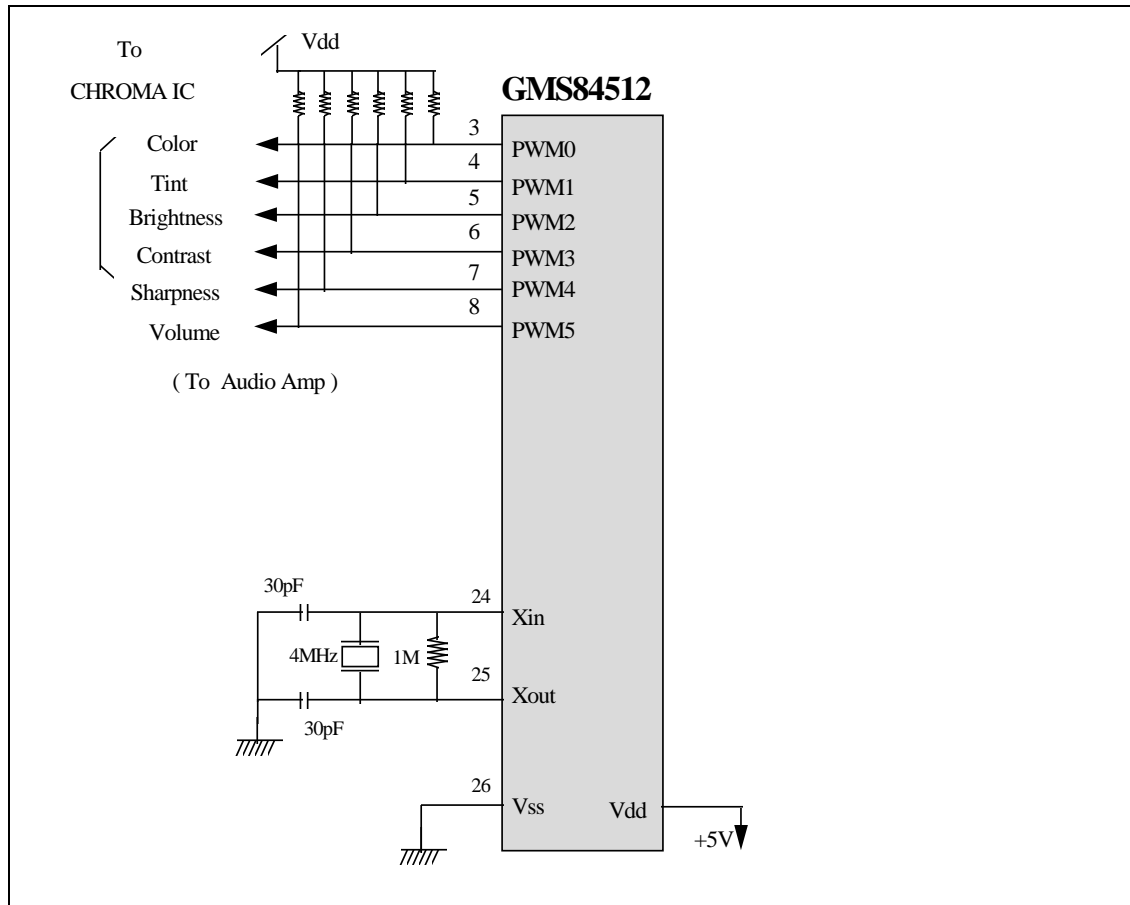 To
Vdd
CHROMA IC
GMS84512
Color
3
PWM0
Tint
4
PWM1
Brightness
5
PWM2
Contrast
6
PWM3
Sharpness
7
PWM4
Volume
8
PWM5
( To Audio Amp )
30pF
24
Xin
4MHz
1M
25
Xout
30pF
26
Vss
Vdd
+5V